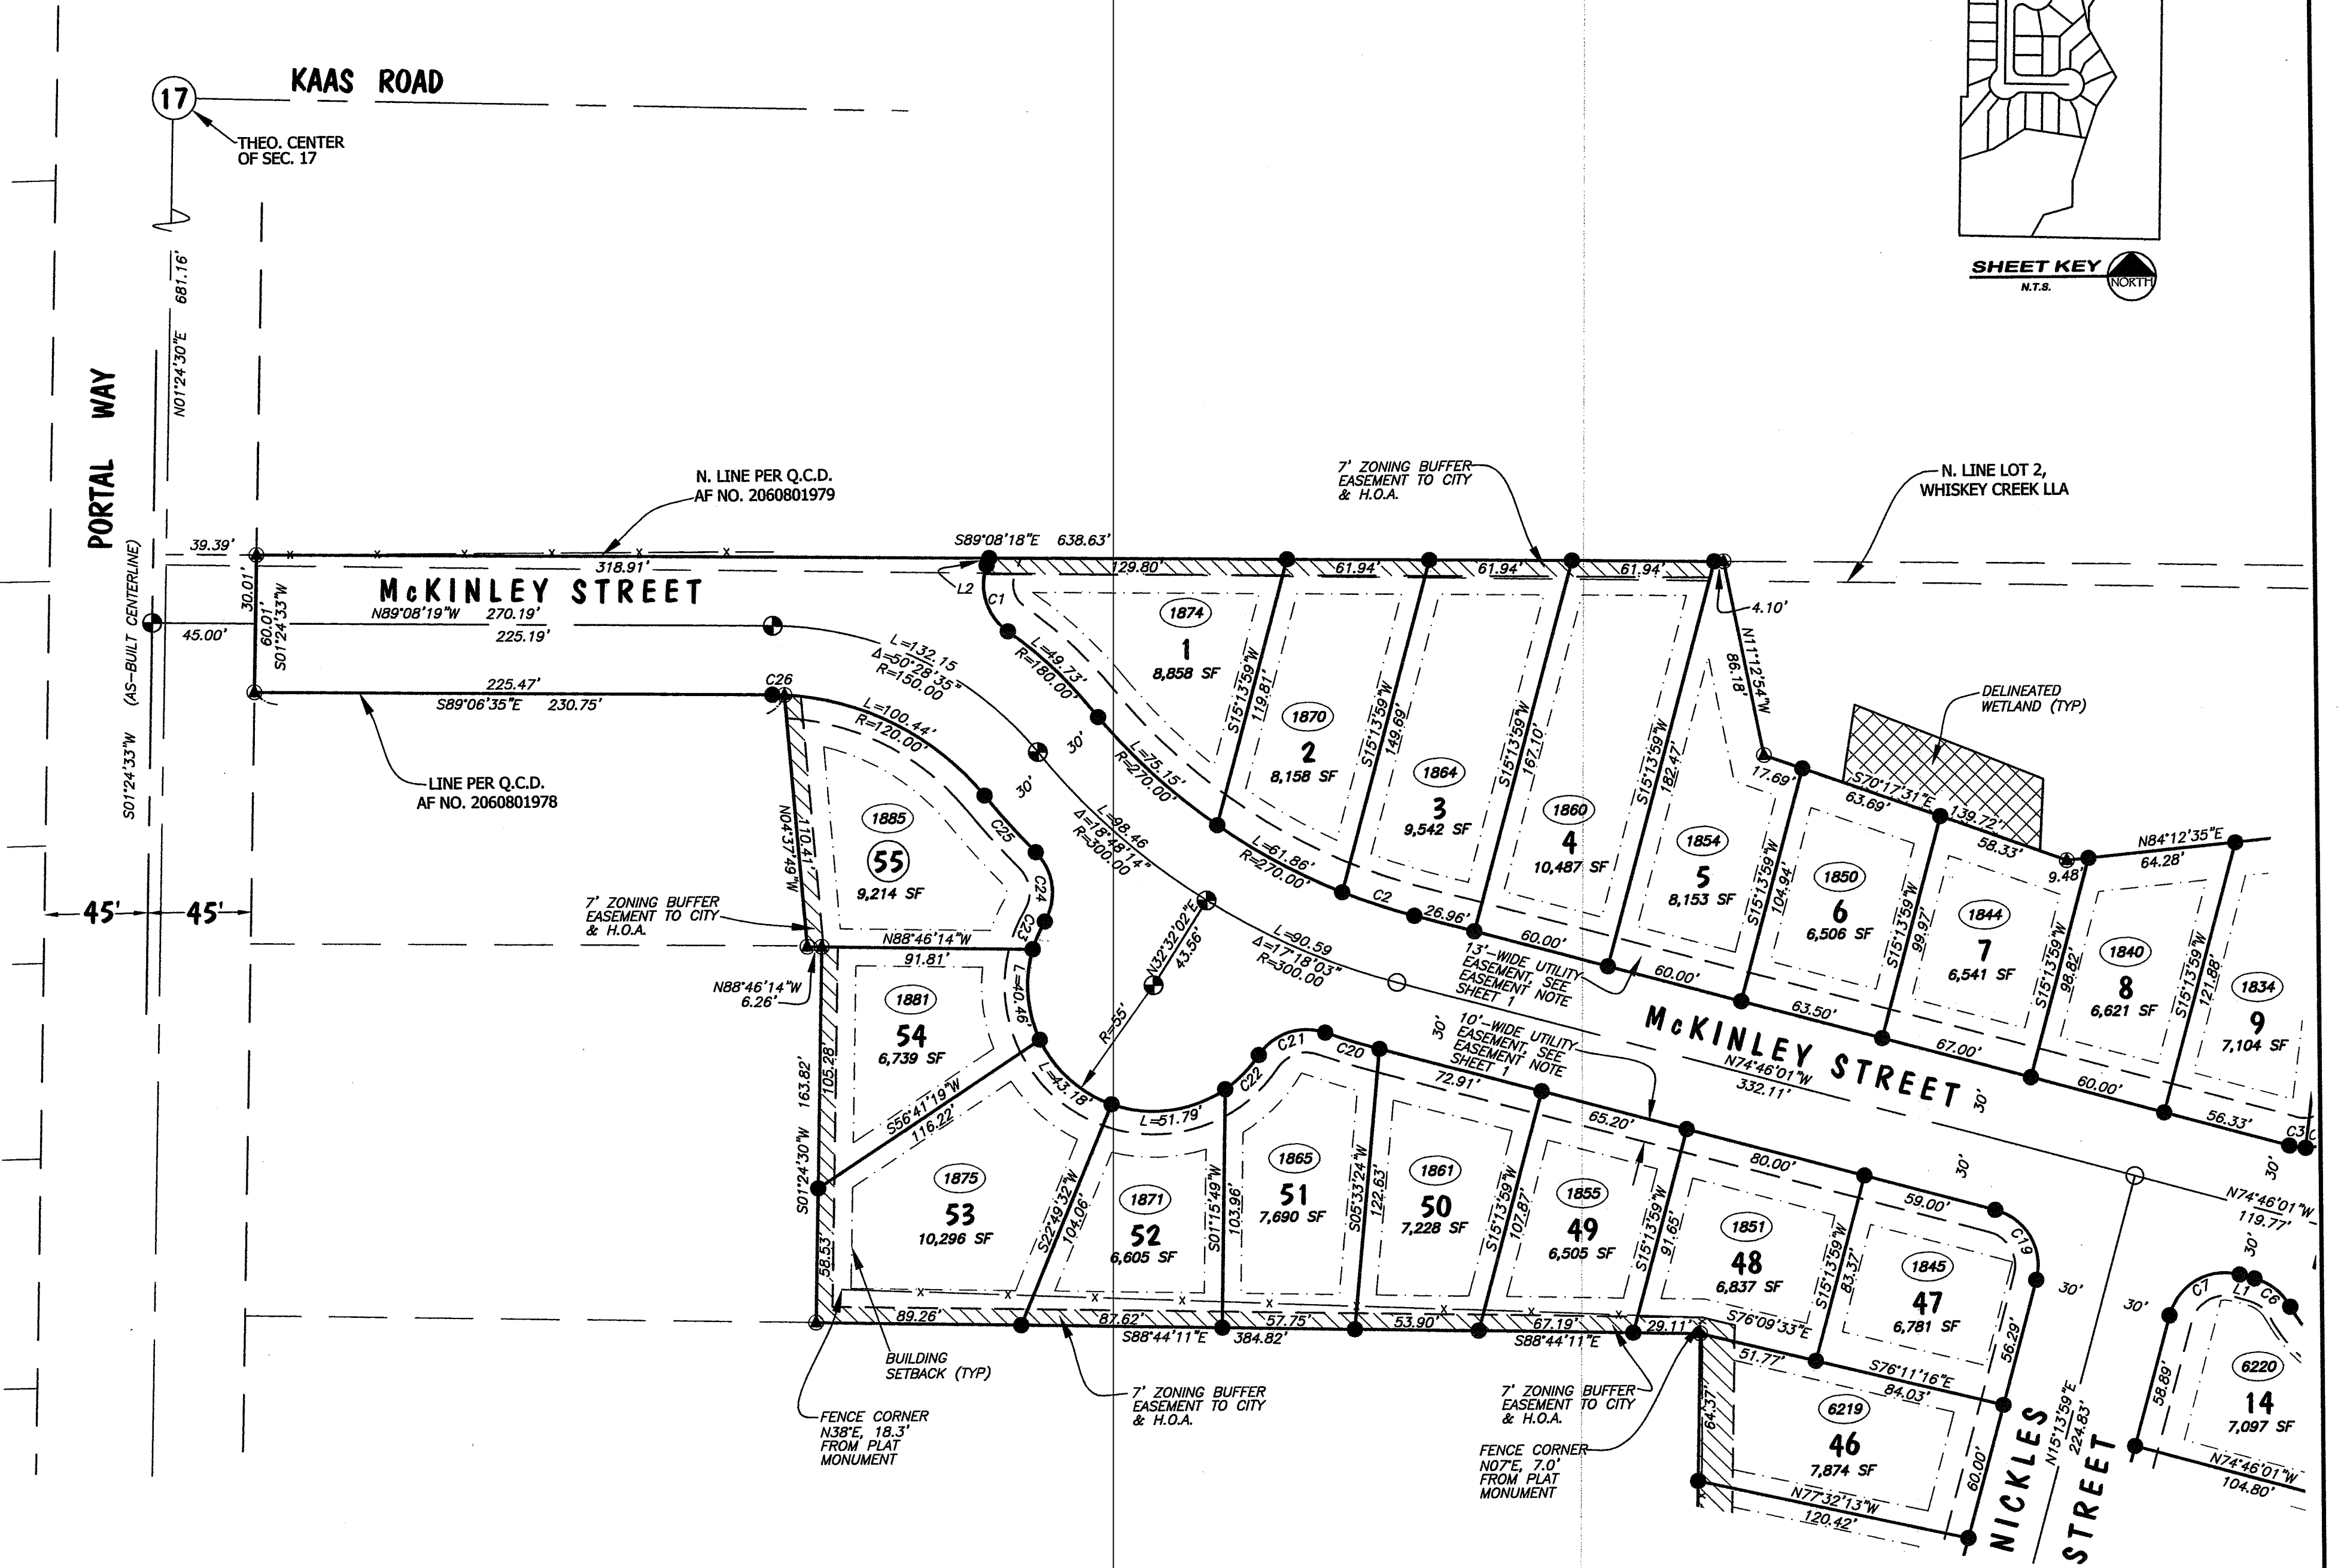 KAAS ROAD
17
THEO. CENTER
OF SEC. 17
N01°24'30"E 681.16'
PORTAL WAY
S01°24'33"W (AS-BUILT CENTERLINE)
SHEET KEY
N.T.S.
NORTH
N. LINE PER Q.C.D.
AF NO. 2060801979
7' ZONING BUFFER
EASEMENT TO CITY
& H.O.A.
N. LINE LOT 2,
WHISKEY CREEK LLA
39.39'
S89°08'18"E 638.63'
318.91'
L2
129.80'
61.94'
61.94'
61.94'
4.10'
30.01'
60.01'
S01°24'33"W
McKINLEY STREET
N89°08'19"W 270.19'
225.19'
45.00'
C1
225.47'
S89°06'35"E 230.75'
C26
LINE PER Q.C.D.
AF NO. 2060801978
L=132.15
Δ=50°28'35"
R=150.00
L=49.73'
R=180.00'
L=100.44'
R=120.00'
30'
30'
L=75.15'
R=270.00'
L=98.46
Δ=18°48'14"
R=300.00
L=61.86'
R=270.00'
C2
26.96'
1874
1
8,858 SF
S15°13'59"W
119.81'
1870
2
8,158 SF
S15°13'59"W
149.69'
1864
3
9,542 SF
S15°13'59"W
167.10'
1860
4
10,487 SF
S15°13'59"W
182.47'
1854
5
8,153 SF
N11°12'54"W
86.18'
17.69'
DELINEATED
WETLAND (TYP)
S70°17'31"E
63.69'
139.72'
58.33'
S15°13'59"W
104.94'
1850
6
6,506 SF
S15°13'59"W
99.97'
1844
7
6,541 SF
9.48'
N84°12'35"E
64.28'
S15°13'59"W
98.82'
1840
8
6,621 SF
S15°13'59"W
121.88'
1834
9
7,104 SF
60.00'
60.00'
63.50'
67.00'
60.00'
56.33'
C3
1885
55
9,214 SF
N04°37'49"W
110.41'
C25
C24
C23
45'
45'
7' ZONING BUFFER
EASEMENT TO CITY
& H.O.A.
N88°46'14"W
91.81'
N88°46'14"W
6.26'
N32°32'02"E
43.56'
R=55'
L=90.59
Δ=17°18'03"
R=300.00
13'-WIDE UTILITY
EASEMENT, SEE
EASEMENT NOTE
SHEET 1
10'-WIDE UTILITY
EASEMENT, SEE
EASEMENT NOTE
SHEET 1
30'
McKINLEY STREET
N74°46'01"W
332.11'
30'
1881
54
6,739 SF
L=40.46'
S01°24'30"W 163.82'
105.28'
S56°41'19"W
116.22'
L=43.18'
L=51.79'
C22
C21
C20
72.91'
65.20'
80.00'
59.00'
C19
1875
53
10,296 SF
58.53'
S22°49'32"W
104.06'
1871
52
6,605 SF
S01°15'49"W
103.96'
1865
51
7,690 SF
S05°33'24"W
122.63'
1861
50
7,228 SF
S15°13'59"W
107.87'
1855
49
6,505 SF
S15°13'59"W
91.65'
1851
48
6,837 SF
S15°13'59"W
83.37'
1845
47
6,781 SF
30'
30'
N74°46'01"W
119.77'
30'
30'
30'
56.29'
C7
L1
C6
89.26'
87.62'
57.75'
53.90'
67.19'
29.11'
S88°44'11"E 384.82'
S88°44'11"E
S76°09'33"E
51.77'
S76°11'16"E
84.03'
BUILDING
SETBACK (TYP)
FENCE CORNER
N38°E, 18.3'
FROM PLAT
MONUMENT
7' ZONING BUFFER
EASEMENT TO CITY
& H.O.A.
7' ZONING BUFFER
EASEMENT TO CITY
& H.O.A.
FENCE CORNER
N07°E, 7.0'
FROM PLAT
MONUMENT
64.37'
6219
46
7,874 SF
N77°32'13"W
120.42'
60.00'
NICKLES STREET
N15°13'59"E
224.83'
58.89'
6220
14
7,097 SF
N74°46'01"W
104.80'